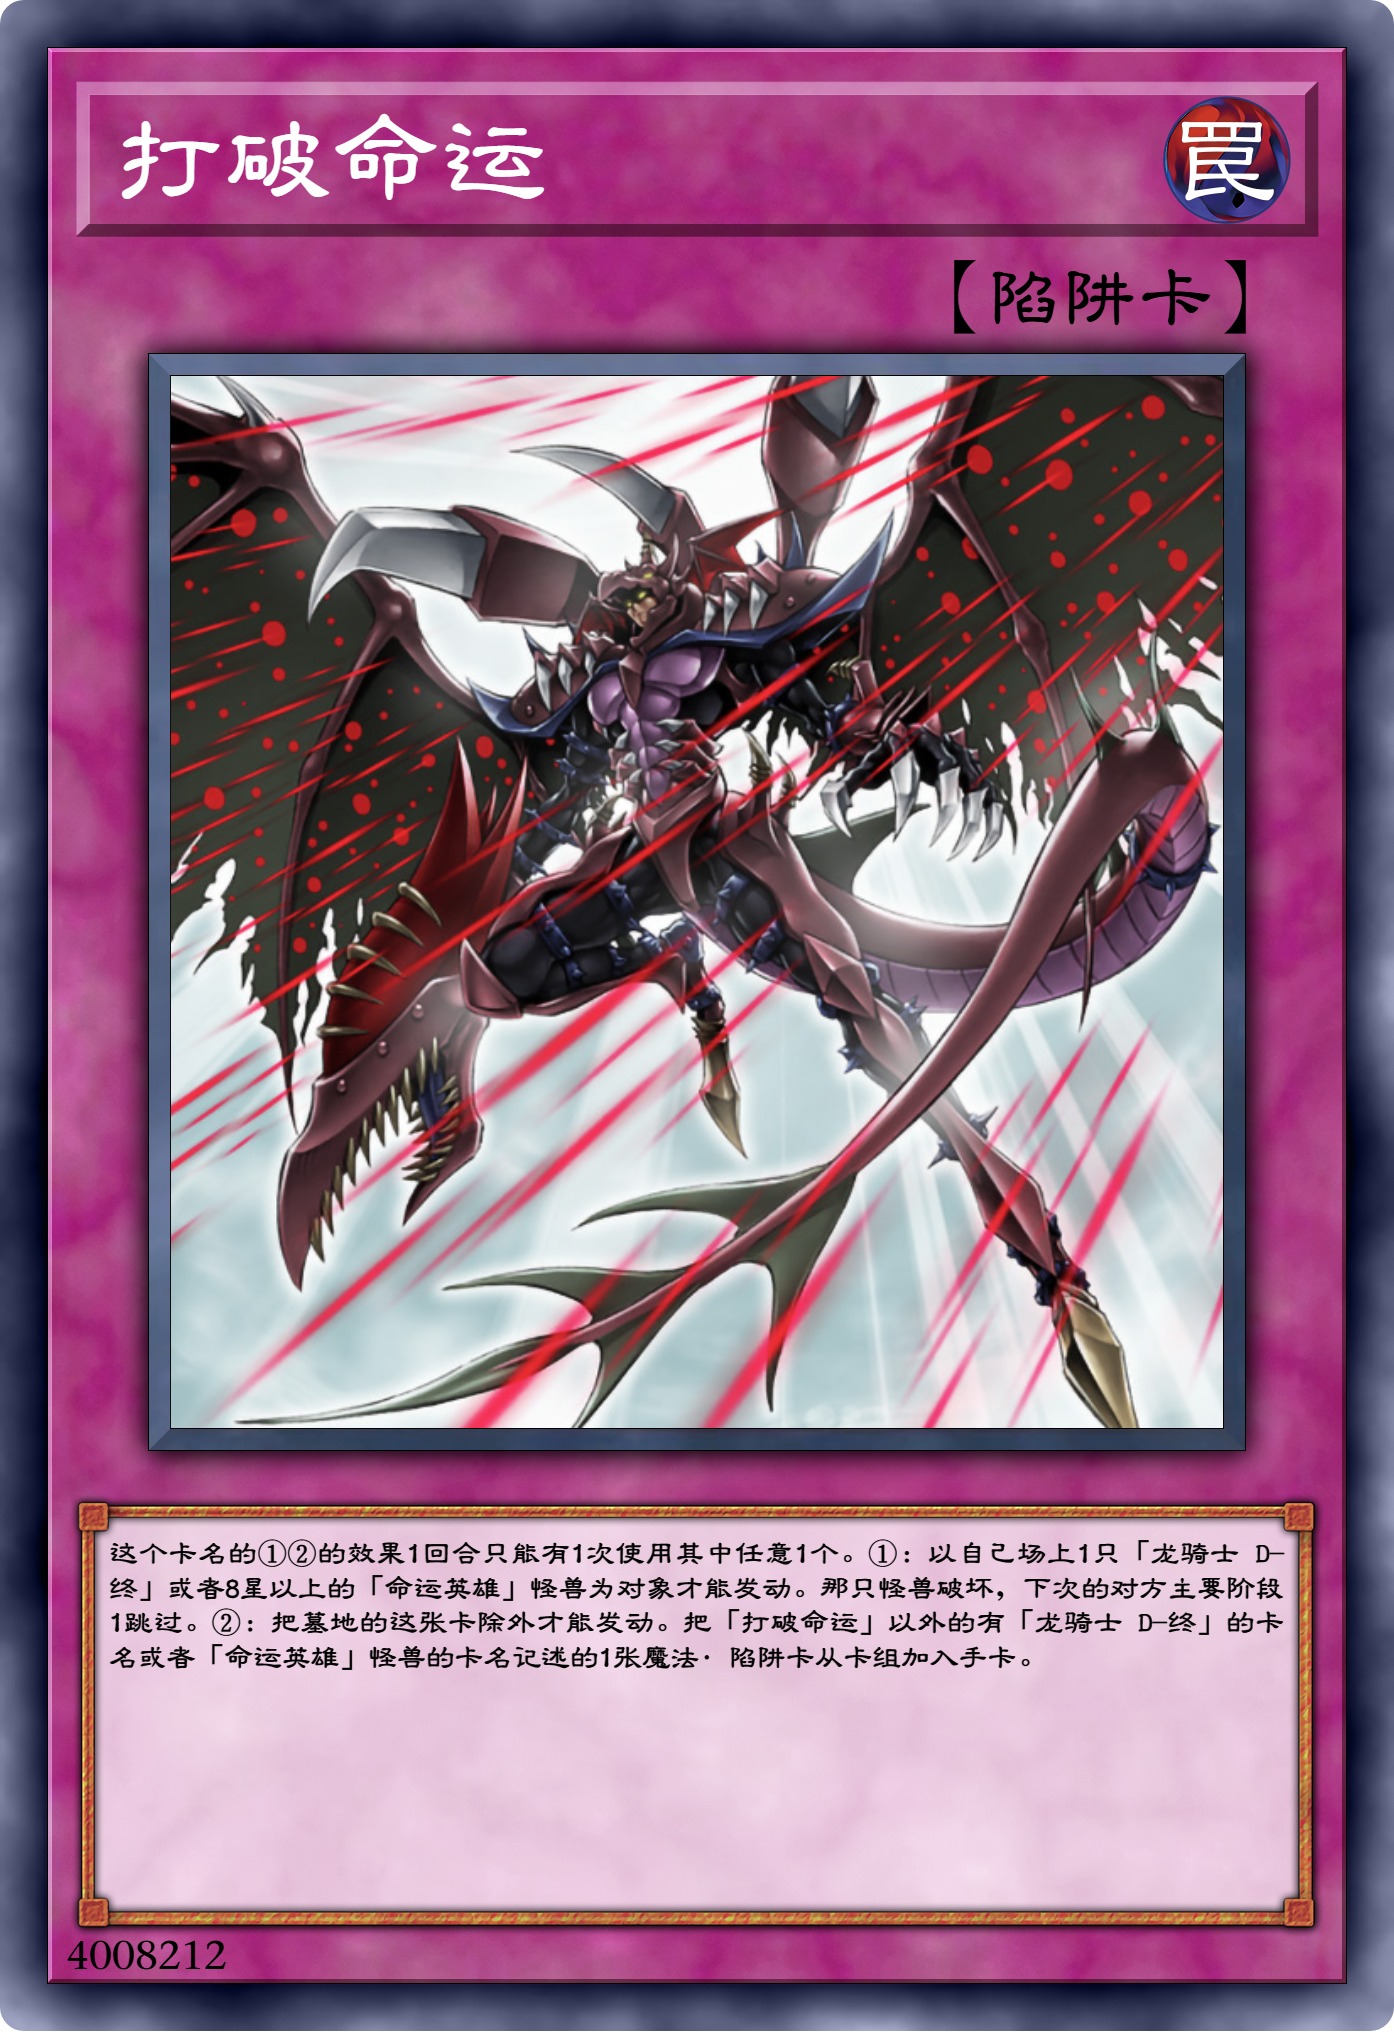 打破命运
罠
【陷阱卡】
这个卡名的①②的效果1回合只能有1次使用其中任意1个。①：以自己场上1只「龙骑士 D-
终」或者8星以上的「命运英雄」怪兽为对象才能发动。那只怪兽破坏，下次的对方主要阶段
1跳过。②：把墓地的这张卡除外才能发动。把「打破命运」以外的有「龙骑士 D-终」的卡
名或者「命运英雄」怪兽的卡名记述的1张魔法·陷阱卡从卡组加入手卡。
4008212